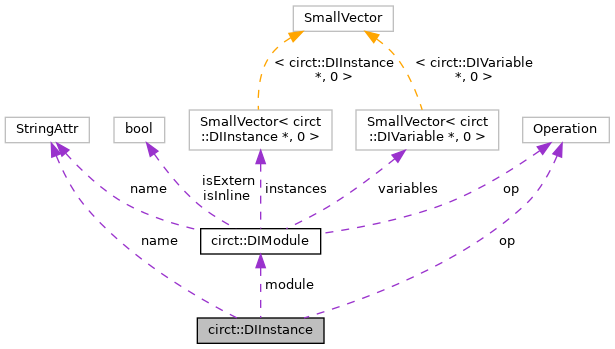 SmallVector
< circt::DIInstance
*, 0 >
< circt::DIVariable
*, 0 >
StringAttr
bool
SmallVector< circt
::DIInstance *, 0 >
SmallVector< circt
::DIVariable *, 0 >
Operation
name
isExtern
isInline
instances
variables
op
name
circt::DIModule
op
module
circt::DIInstance